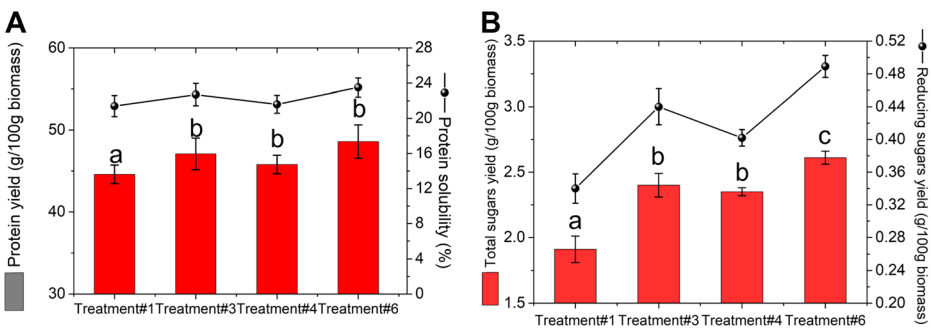 A
Protein yield (g/100g biomass)
60
50
40
30
a
b
b
b
Treatment#1
Treatment#3
Treatment#4
Treatment#6
28
24
20
16
12
8
4
0
Protein solubility (%)
B
Total sugars yield (g/100g biomass)
3.5
3.0
2.5
2.0
1.5
a
b
b
c
Treatment#1
Treatment#3
Treatment#4
Treatment#6
0.52
0.48
0.44
0.40
0.36
0.32
0.28
0.24
0.20
Reducing sugars yield (g/100g biomass)